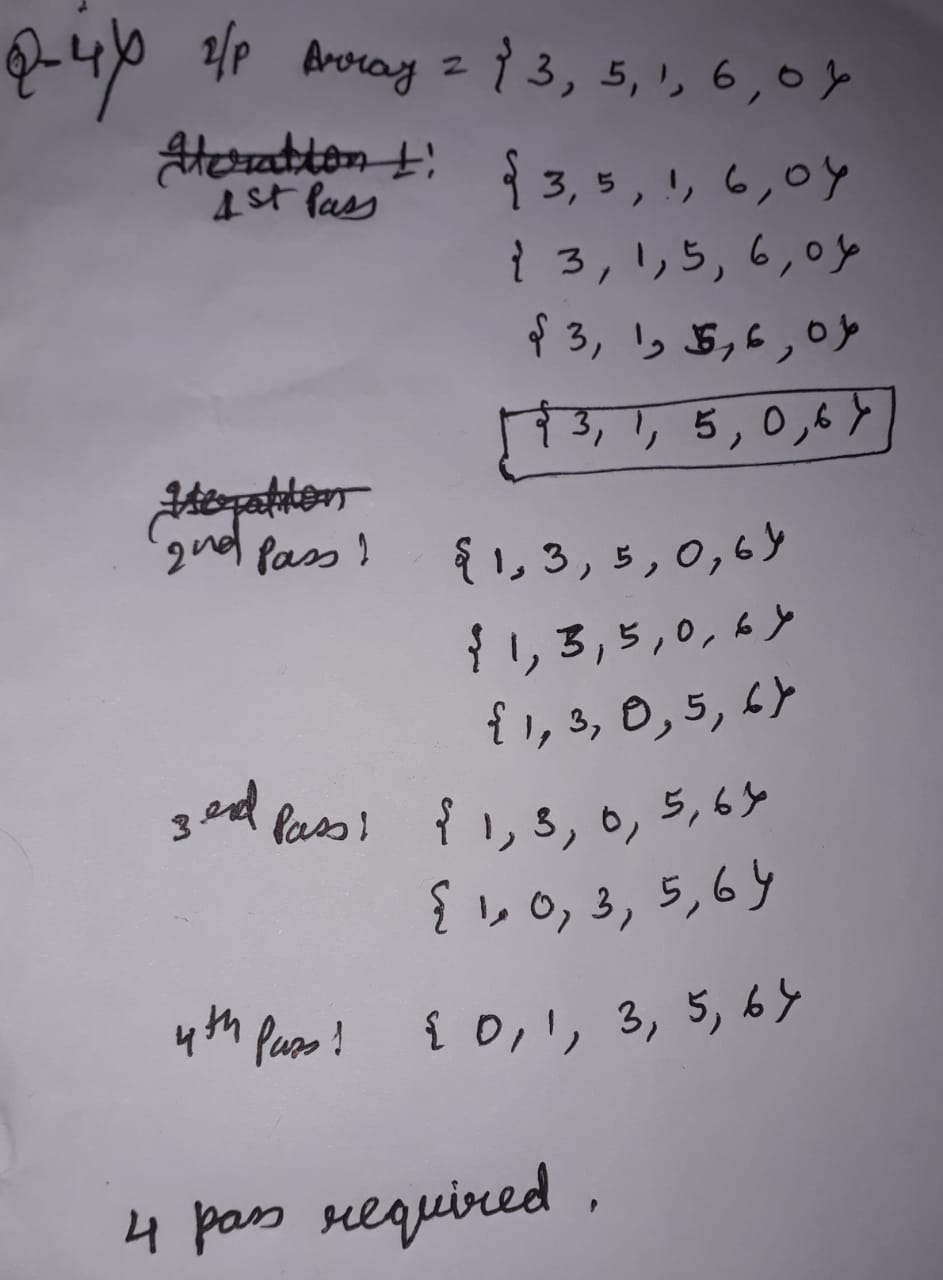 Q-4) I/P Array = { 3, 5, 1, 6, 0 }
Iteration 1:
1st Pass { 3, 5, 1, 6, 0 }
{ 3, 1, 5, 6, 0 }
{ 3, 1, 5, 6, 0 }
{ 3, 1, 5, 0, 6 }
Iteration
2nd Pass : { 1, 3, 5, 0, 6 }
{ 1, 3, 5, 0, 6 }
{ 1, 3, 0, 5, 6 }
3rd Pass : { 1, 3, 0, 5, 6 }
{ 1, 0, 3, 5, 6 }
4th Pass : { 0, 1, 3, 5, 6 }
4 pass required .